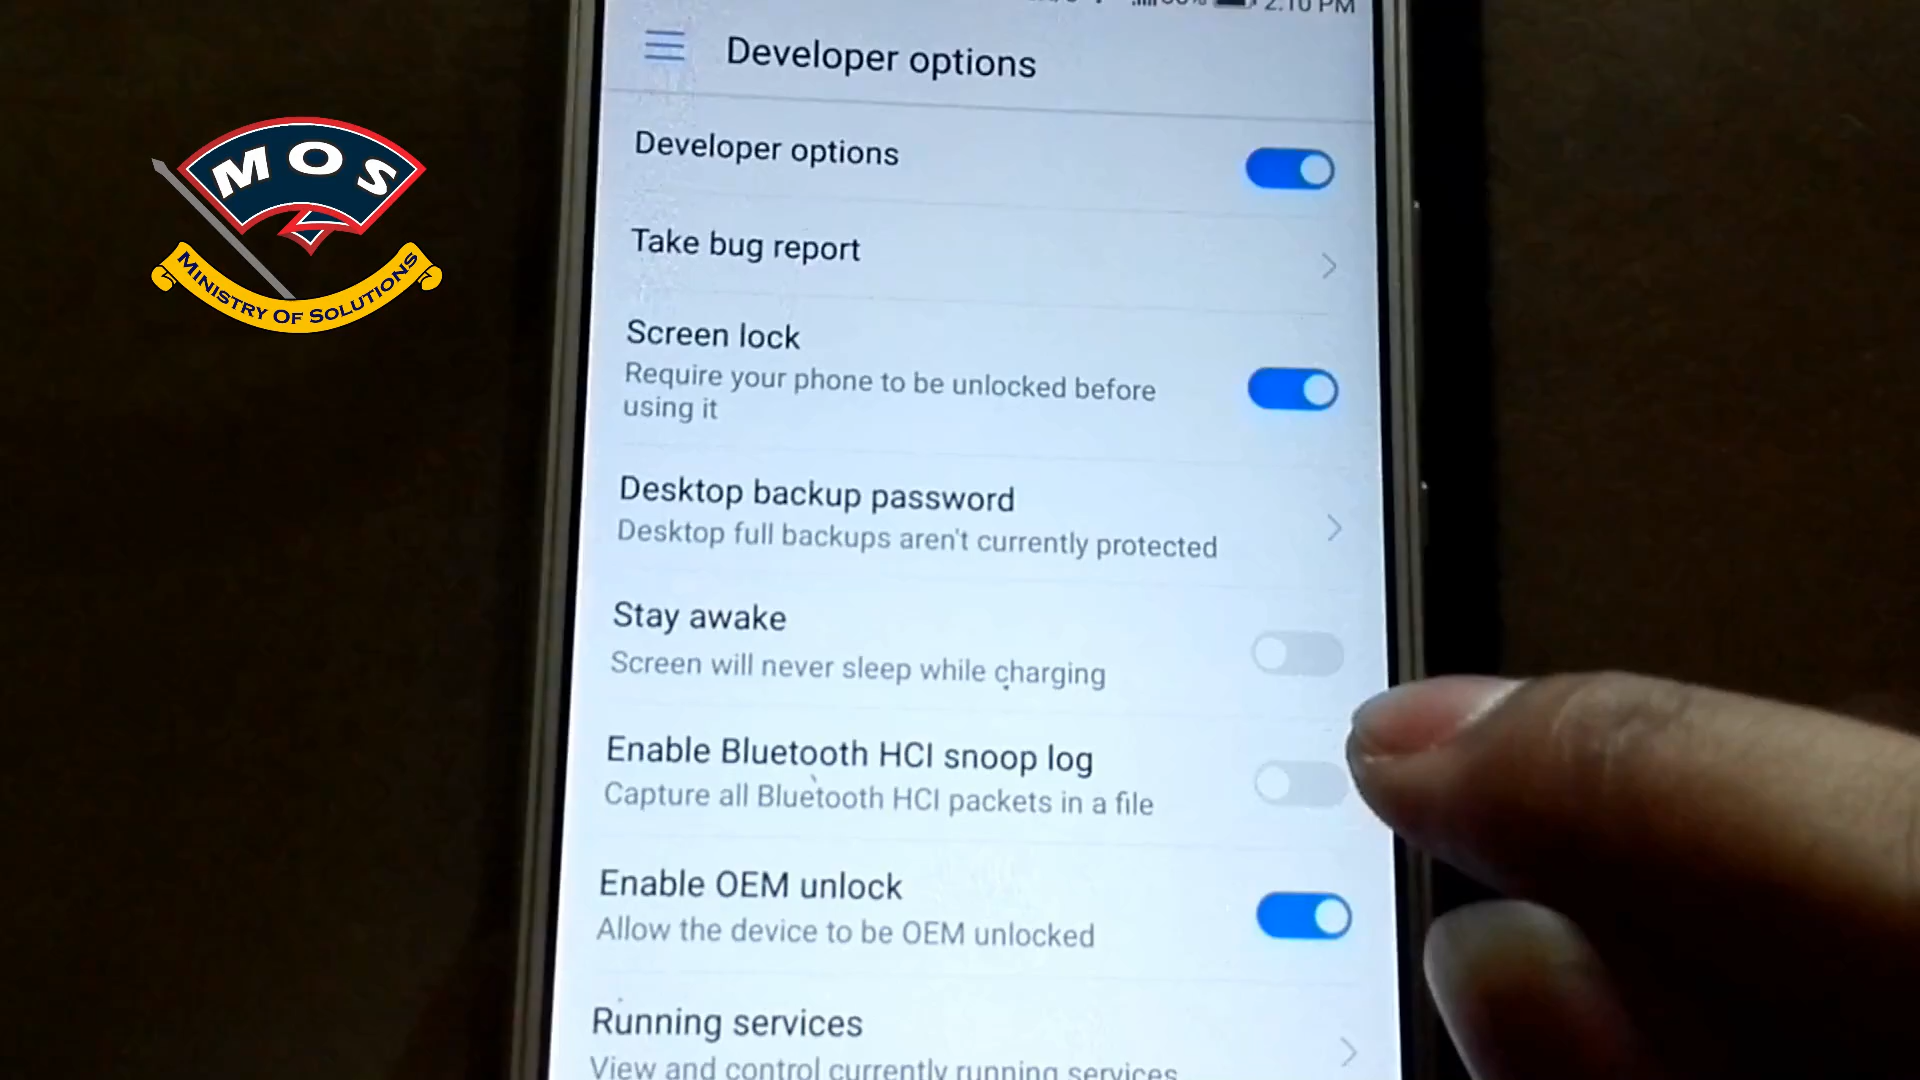 2:10 PM
Developer options
Developer options
Take bug report
Screen lock
Require your phone to be unlocked before
using it
Desktop backup password
Desktop full backups aren't currently protected
Stay awake
Screen will never sleep while charging
Enable Bluetooth HCI snoop log
Capture all Bluetooth HCI packets in a file
Enable OEM unlock
Allow the device to be OEM unlocked
Running services
View and control currently running services
MOS
MINISTRY OF SOLUTIONS